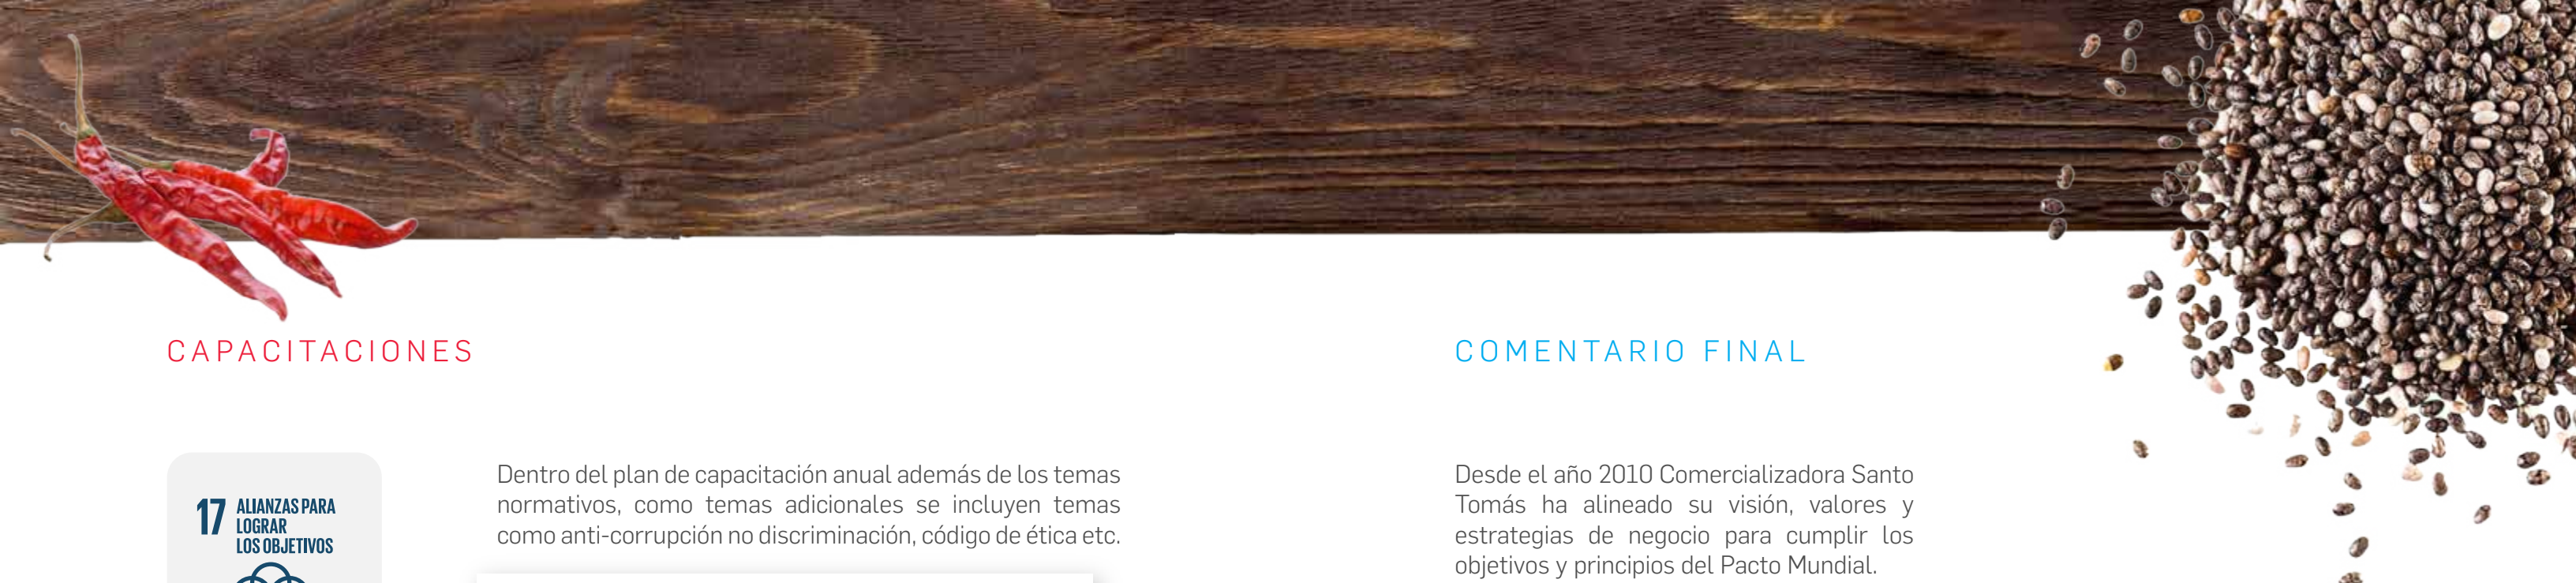 CAPACITACIONES
17 ALIANZAS PARA
LOGRAR
LOS OBJETIVOS
Dentro del plan de capacitación anual además de los temas
normativos, como temas adicionales se incluyen temas
como anti-corrupción no discriminación, código de ética etc.
COMENTARIO FINAL
Desde el año 2010 Comercializadora Santo
Tomás ha alineado su visión, valores y
estrategias de negocio para cumplir los
objetivos y principios del Pacto Mundial.